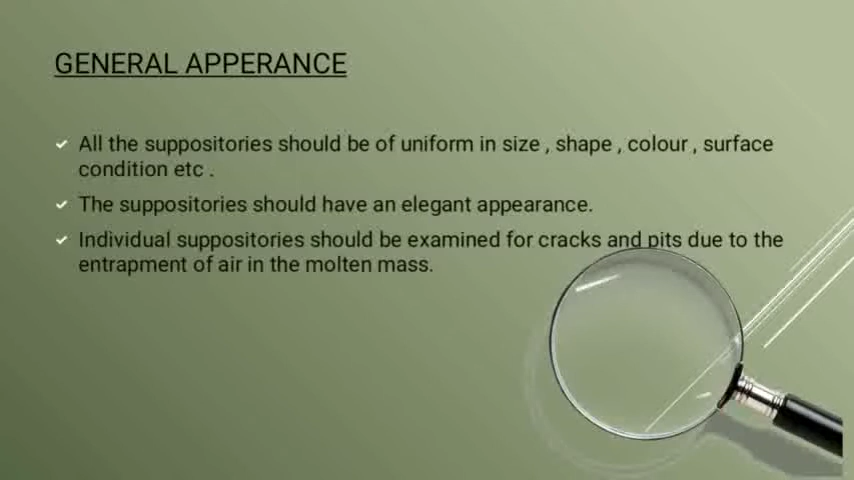 GENERAL APPERANCE
All the suppositories should be of uniform in size , shape , colour , surface
condition etc .
The suppositories should have an elegant appearance.
Individual suppositories should be examined for cracks and pits due to the
entrapment of air in the molten mass.